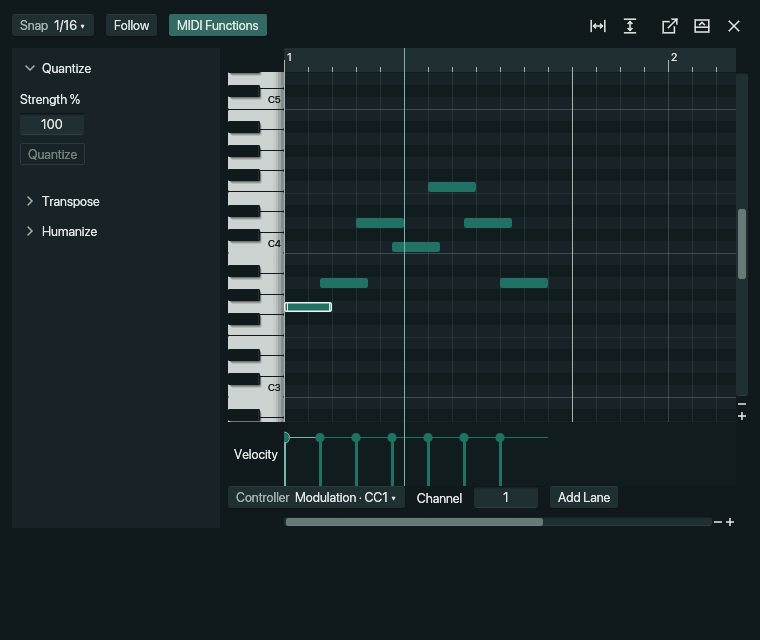 Snap 1/16 Follow MIDI Functions
Quantize
Strength %
100
Quantize
Transpose
Humanize
1 2
C5
C4
C3
Velocity
Controller Modulation · CC1 Channel 1 Add Lane